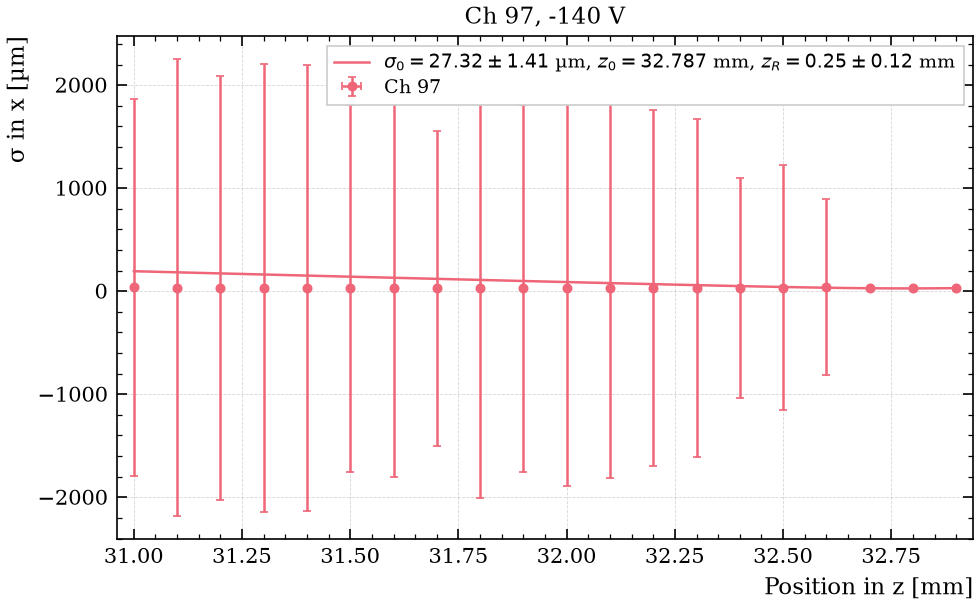 Ch 97, -140 V
σ in x [µm]
σ₀ = 27.32 ± 1.41 µm, z₀ = 32.787 mm, z_R = 0.25 ± 0.12 mm
Ch 97
2000
1000
0
−1000
−2000
31.00 31.25 31.50 31.75 32.00 32.25 32.50 32.75
Position in z [mm]